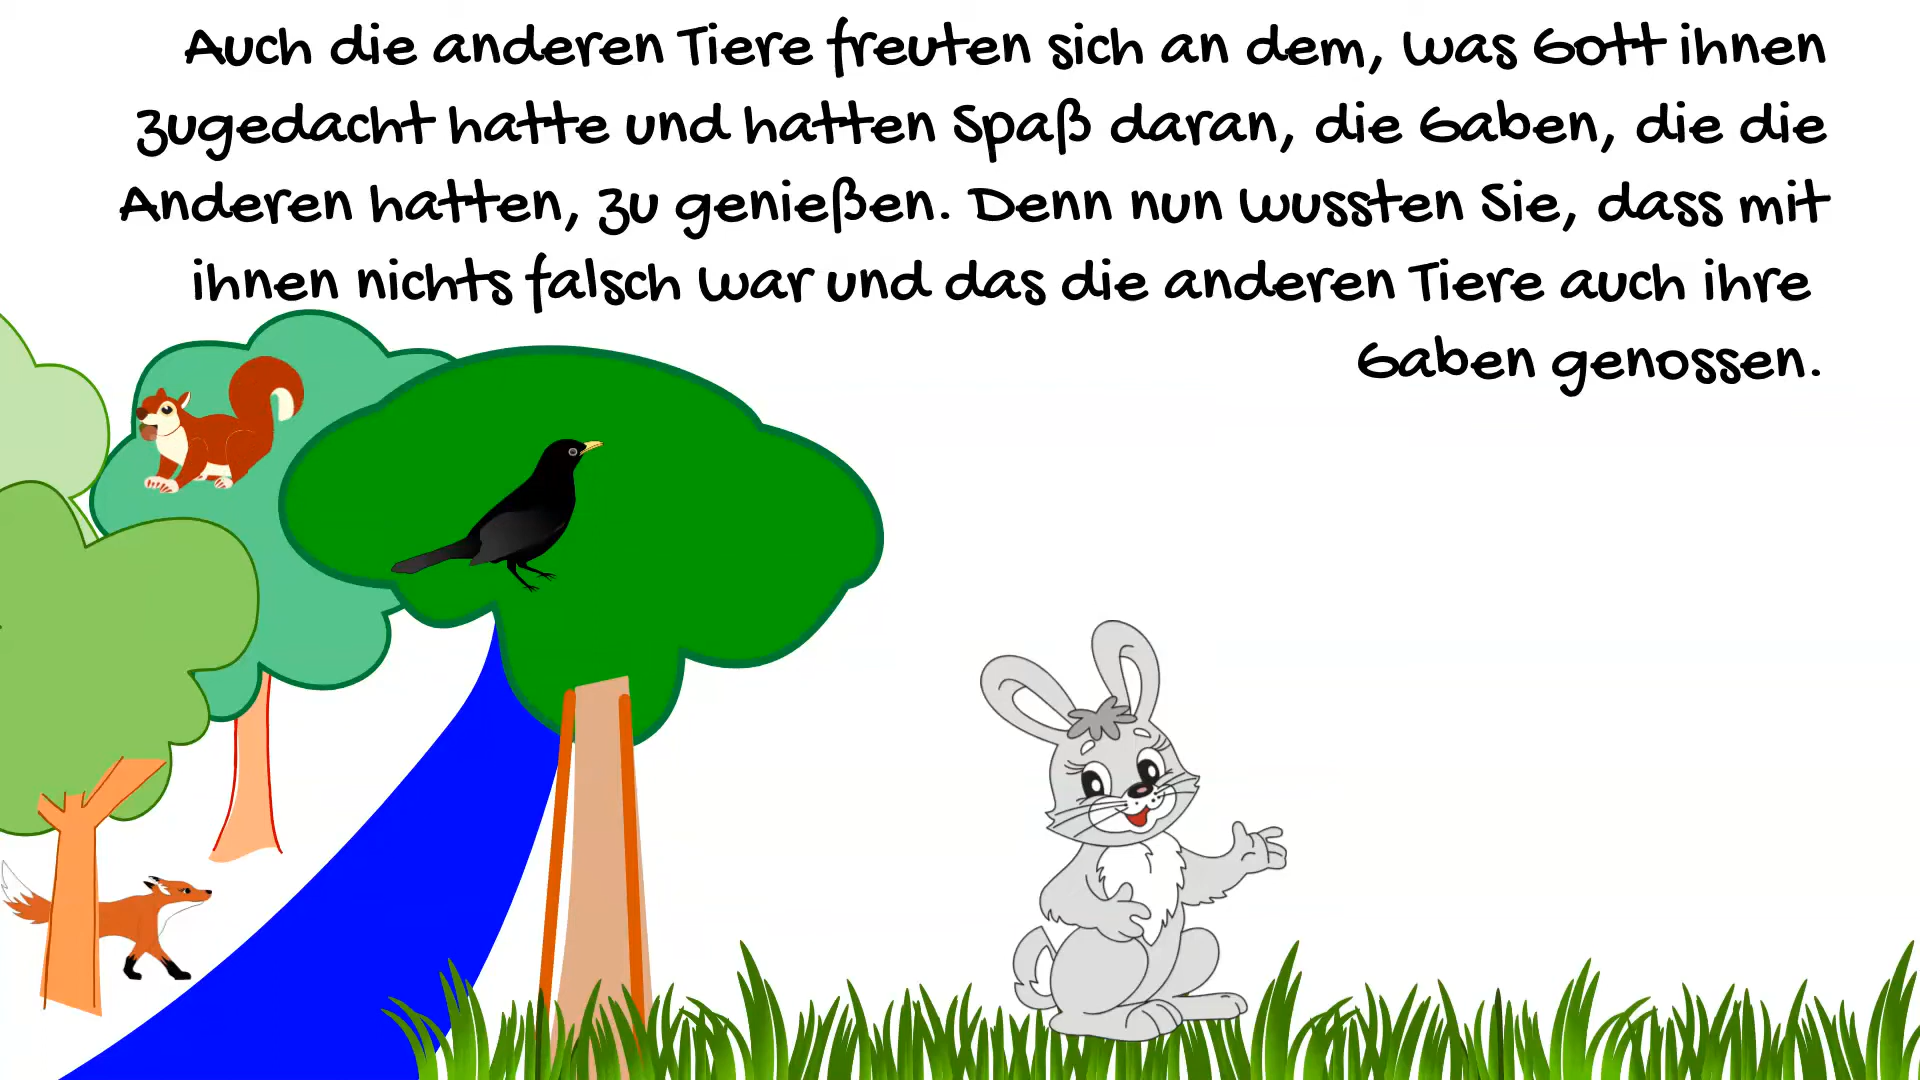 Auch die anderen Tiere freuten sich an dem, was Gott ihnen
zugedacht hatte und hatten Spaß daran, die Gaben, die die
Anderen hatten, zu genießen. Denn nun wussten Sie, dass mit
ihnen nichts falsch war und das die anderen Tiere auch ihre
Gaben genossen.